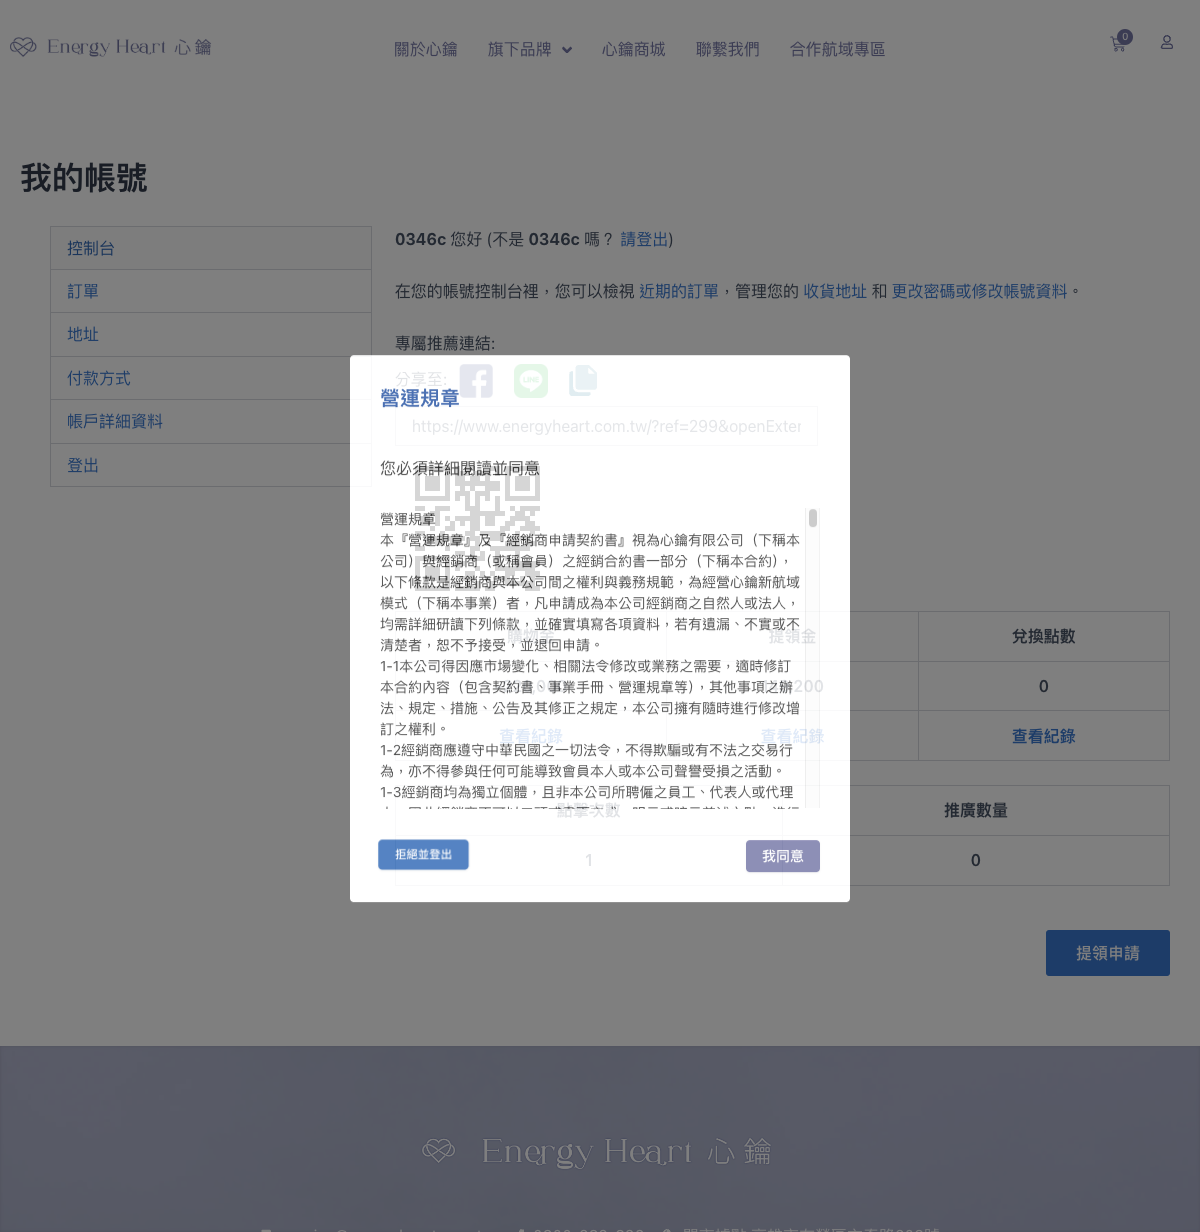 Energy Heart 心鑰
關於心鑰
旗下品牌
心鑰商城
聯繫我們
合作航域專區
0
我的帳號
控制台
訂單
地址
付款方式
帳戶詳細資料
登出
0346c 您好 (不是 0346c 嗎？ 請登出)
在您的帳號控制台裡，您可以檢視 近期的訂單，管理您的 收貨地址 和 更改密碼或修改帳號資料。
專屬推薦連結:
分享至:
LINE
營運規章
https://www.energyheart.com.tw/?ref=299&openExter
您必須詳細閱讀並同意
營運規章
本『營運規章』及『經銷商申請契約書』視為心鑰有限公司（下稱本
公司）與經銷商（或稱會員）之經銷合約書一部分（下稱本合約），
以下條款是經銷商與本公司間之權利與義務規範，為經營心鑰新航域
模式（下稱本事業）者，凡申請成為本公司經銷商之自然人或法人，
均需詳細研讀下列條款，並確實填寫各項資料，若有遺漏、不實或不
清楚者，恕不予接受，並退回申請。
1-1本公司得因應市場變化、相關法令修改或業務之需要，適時修訂
本合約內容（包含契約書、事業手冊、營運規章等），其他事項之辦
法、規定、措施、公告及其修正之規定，本公司擁有隨時進行修改增
訂之權利。
1-2經銷商應遵守中華民國之一切法令，不得欺騙或有不法之交易行
為，亦不得參與任何可能導致會員本人或本公司聲譽受損之活動。
1-3經銷商均為獨立個體，且非本公司所聘僱之員工、代表人或代理
購物金
提領金
兌換點數
0
查看紀錄
查看紀錄
查看紀錄
點擊次數
推廣數量
1
0
拒絕並登出
我同意
提領申請
Energy Heart 心鑰